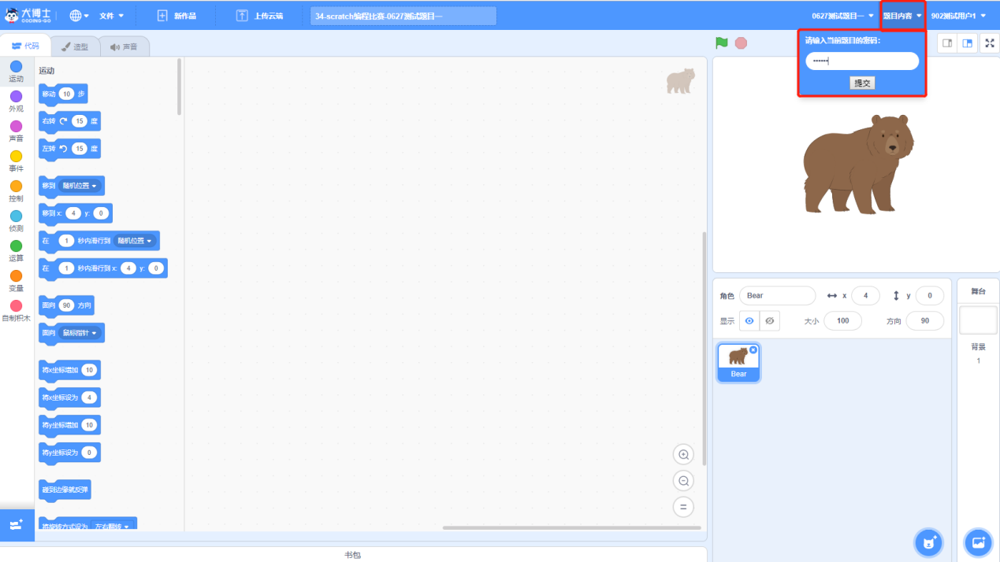 犬博士
CODING-GO
文件
新作品
上传云端
34-scratch编程比赛-0627测试题目一
0627测试题目一
题目内容
902测试用户1
请输入当前题目的密码：
提交
代码
造型
声音
运动
外观
声音
事件
控制
侦测
运算
变量
自制积木
运动
移动 10 步
右转 15 度
左转 15 度
移到 随机位置
移到 x: 4 y: 0
在 1 秒内滑行到 随机位置
在 1 秒内滑行到 x: 4 y: 0
面向 90 方向
面向 鼠标指针
将x坐标增加 10
将x坐标设为 4
将y坐标增加 10
将y坐标设为 0
碰到边缘就反弹
将旋转方式设为 左右翻转
书包
角色 Bear x 4 y 0
显示 大小 100 方向 90
Bear
舞台
背景
1